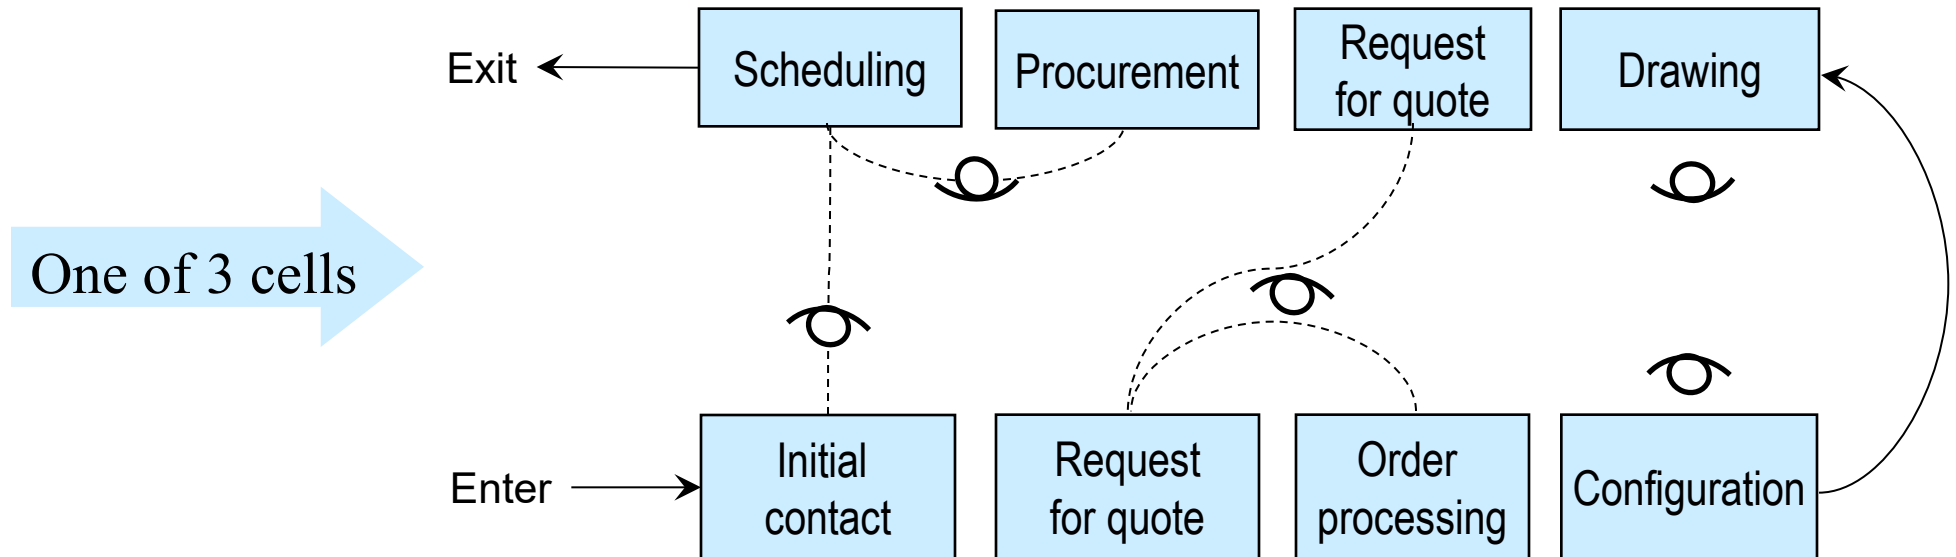 Exit
Scheduling
Procurement
Request
for quote
Drawing
One of 3 cells
Enter
Initial
contact
Request
for quote
Order
processing
Configuration